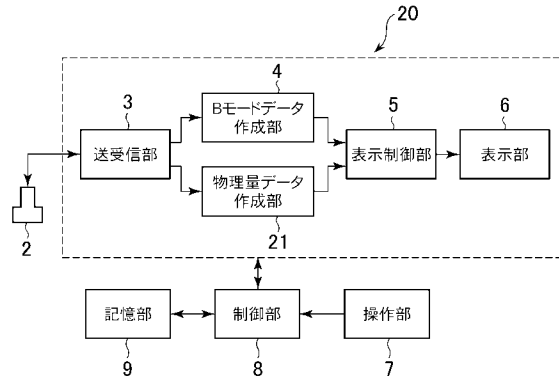 20
4
Bモードデータ
作成部
3
送受信部
5
表示制御部
6
表示部
物理量データ
作成部
21
2
記憶部
9
制御部
8
操作部
7